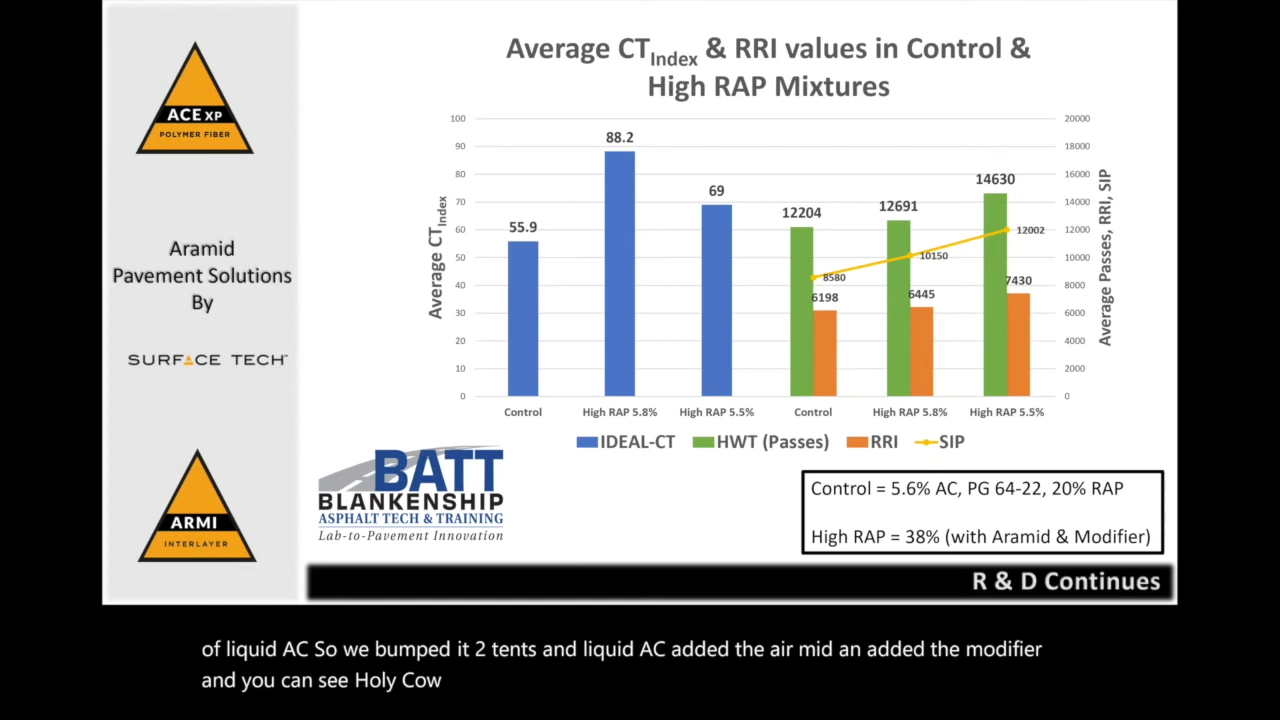 ACE XP
POLYMER FIBER
Aramid
Pavement Solutions
By
SURFACE TECH
ARMI
INTERLAYER
Average CTIndex & RRI values in Control &
High RAP Mixtures
Average CTIndex
100
90
80
70
60
50
40
30
20
10
0
55.9
88.2
69
12204
12691
14630
8580
10150
12002
6198
6445
7430
20000
18000
16000
14000
12000
10000
8000
6000
4000
2000
0
Average Passes, RRI, SIP
Control
High RAP 5.8%
High RAP 5.5%
Control
High RAP 5.8%
High RAP 5.5%
IDEAL-CT
HWT (Passes)
RRI
SIP
BATT
BLANKENSHIP
ASPHALT TECH & TRAINING
Lab-to-Pavement Innovation
Control = 5.6% AC, PG 64-22, 20% RAP
High RAP = 38% (with Aramid & Modifier)
R & D Continues
of liquid AC So we bumped it 2 tents and liquid AC added the air mid an added the modifier
and you can see Holy Cow